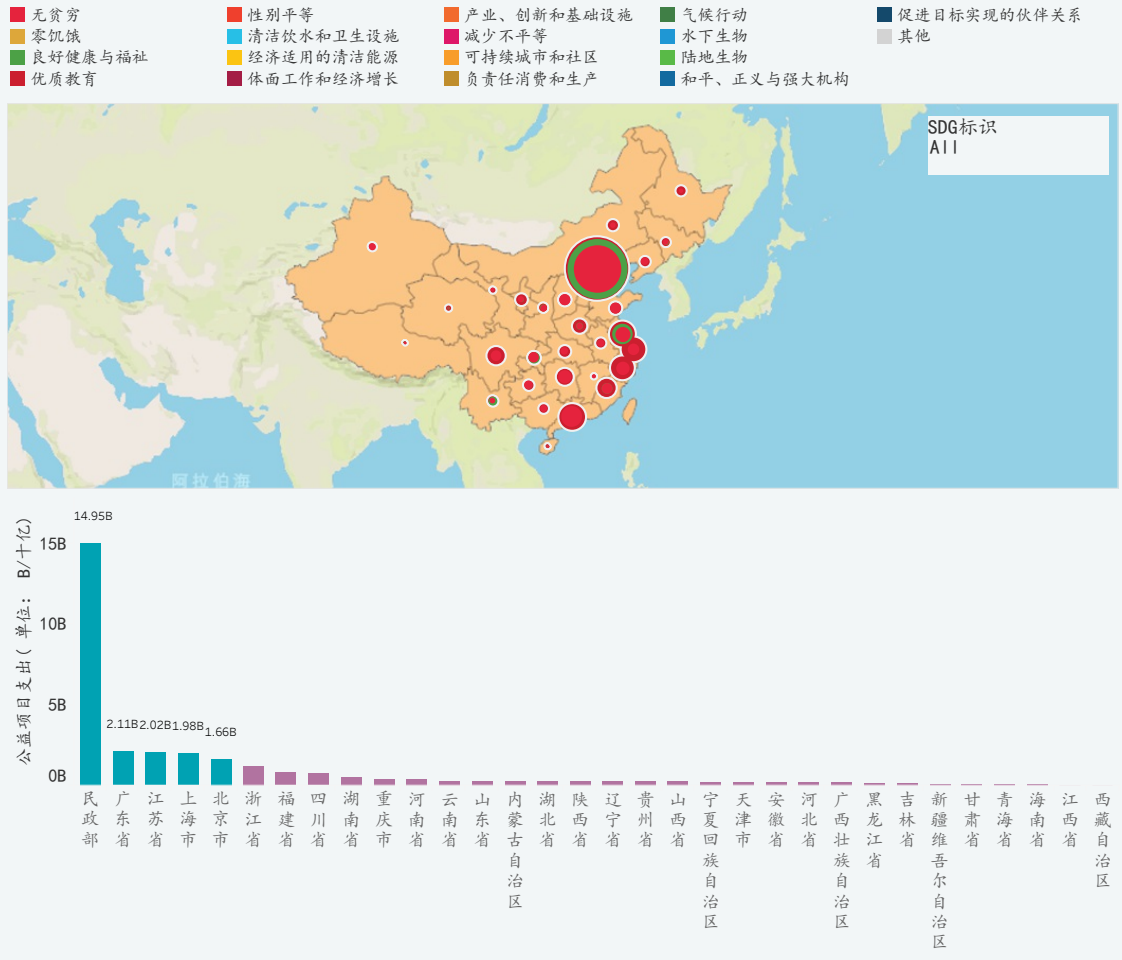 无贫穷
性别平等
产业、创新和基础设施
气候行动
促进目标实现的伙伴关系
零饥饿
清洁饮水和卫生设施
减少不平等
水下生物
其他
良好健康与福祉
经济适用的清洁能源
可持续城市和社区
陆地生物
优质教育
体面工作和经济增长
负责任消费和生产
和平、正义与强大机构
SDG标识
All
阿拉伯海
公益项目支出(单位: B/十亿)
15B
10B
5B
0B
14.95B
2.11B
2.02B
1.98B
1.66B
民政部
广东省
江苏省
上海市
北京市
浙江省
福建省
四川省
湖南省
重庆市
河南省
云南省
山东省
内蒙古自治区
湖北省
陕西省
辽宁省
贵州省
山西省
宁夏回族自治区
天津市
安徽省
河北省
广西壮族自治区
黑龙江省
吉林省
新疆维吾尔自治区
甘肃省
青海省
海南省
江西省
西藏自治区